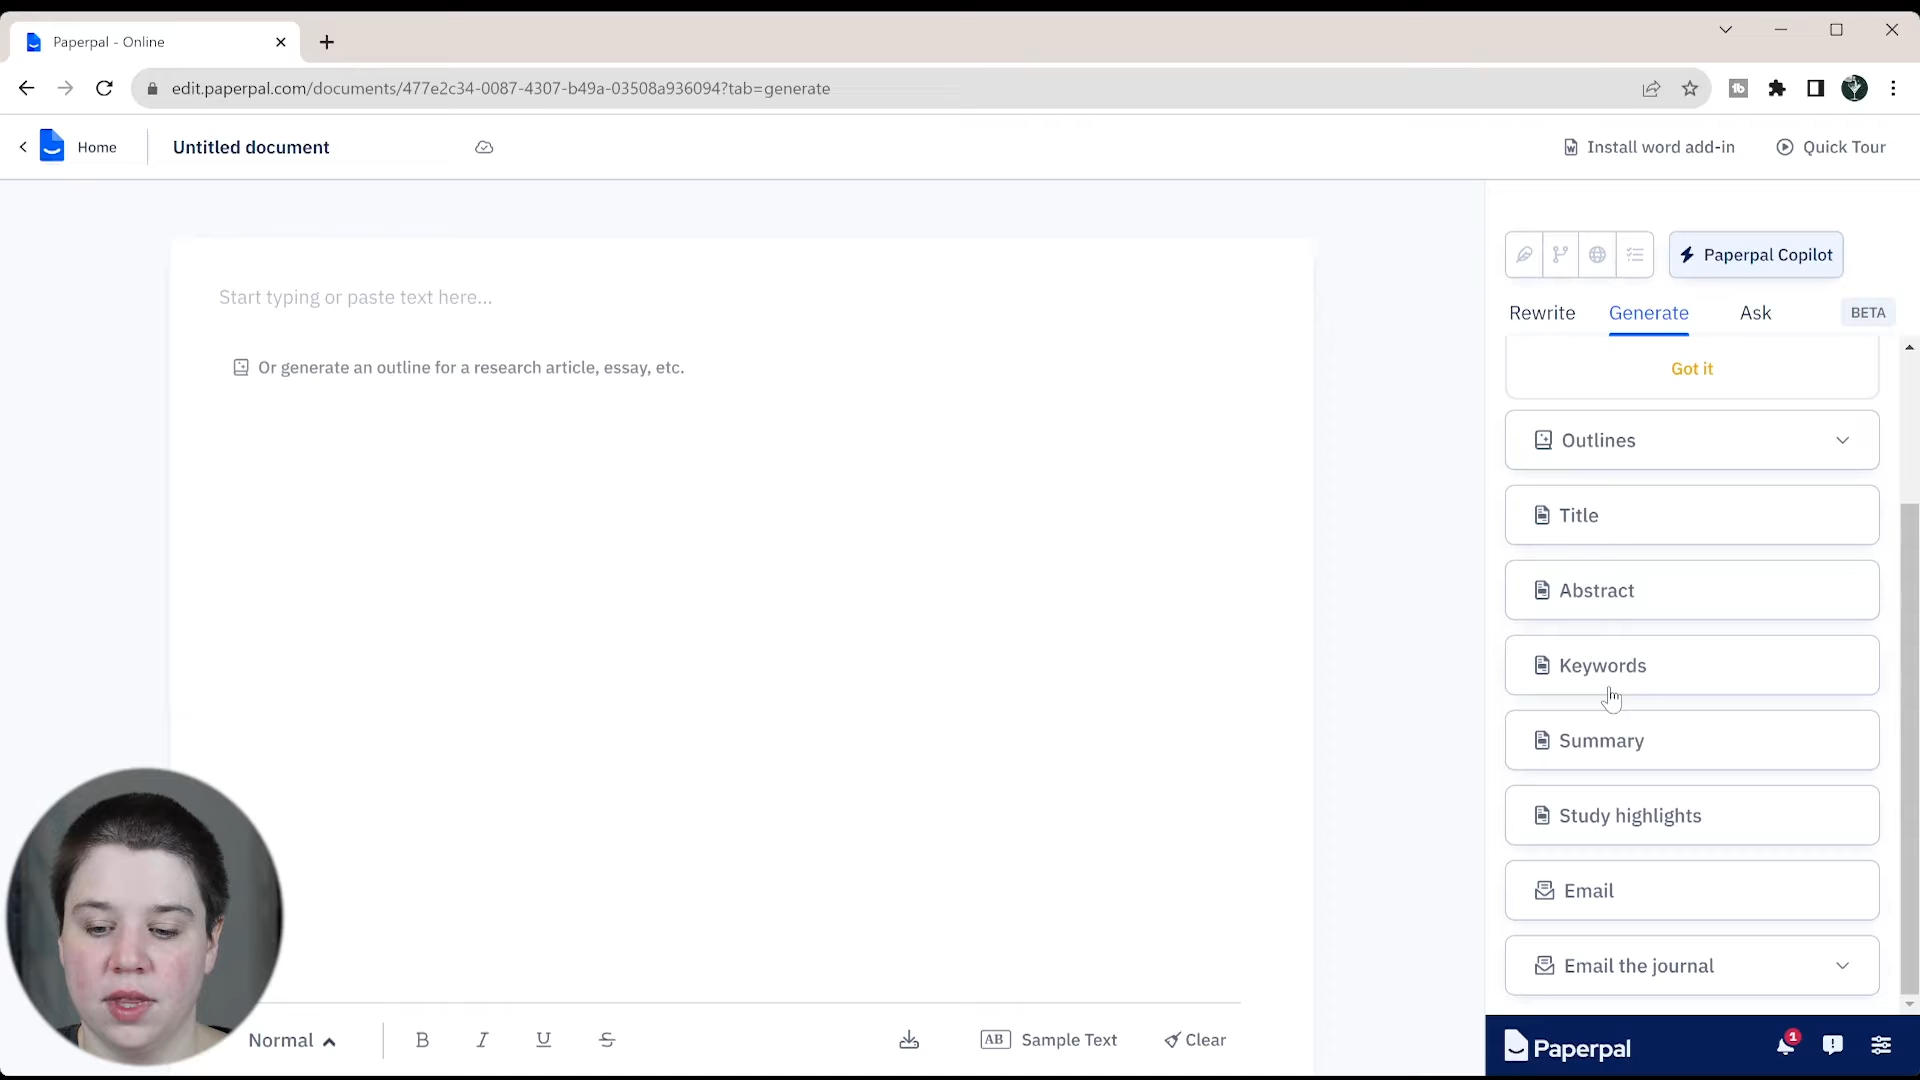 Paperpal - Online
edit.paperpal.com/documents/477e2c34-0087-4307-b49a-03508a936094?tab=generate
Home
Untitled document
Install word add-in
Quick Tour
Start typing or paste text here...
Or generate an outline for a research article, essay, etc.
Paperpal Copilot
Rewrite
Generate
Ask
BETA
Got it
Outlines
Title
Abstract
Keywords
Summary
Study highlights
Email
Email the journal
Normal
B
I
U
S
AB
Sample Text
Clear
Paperpal
1